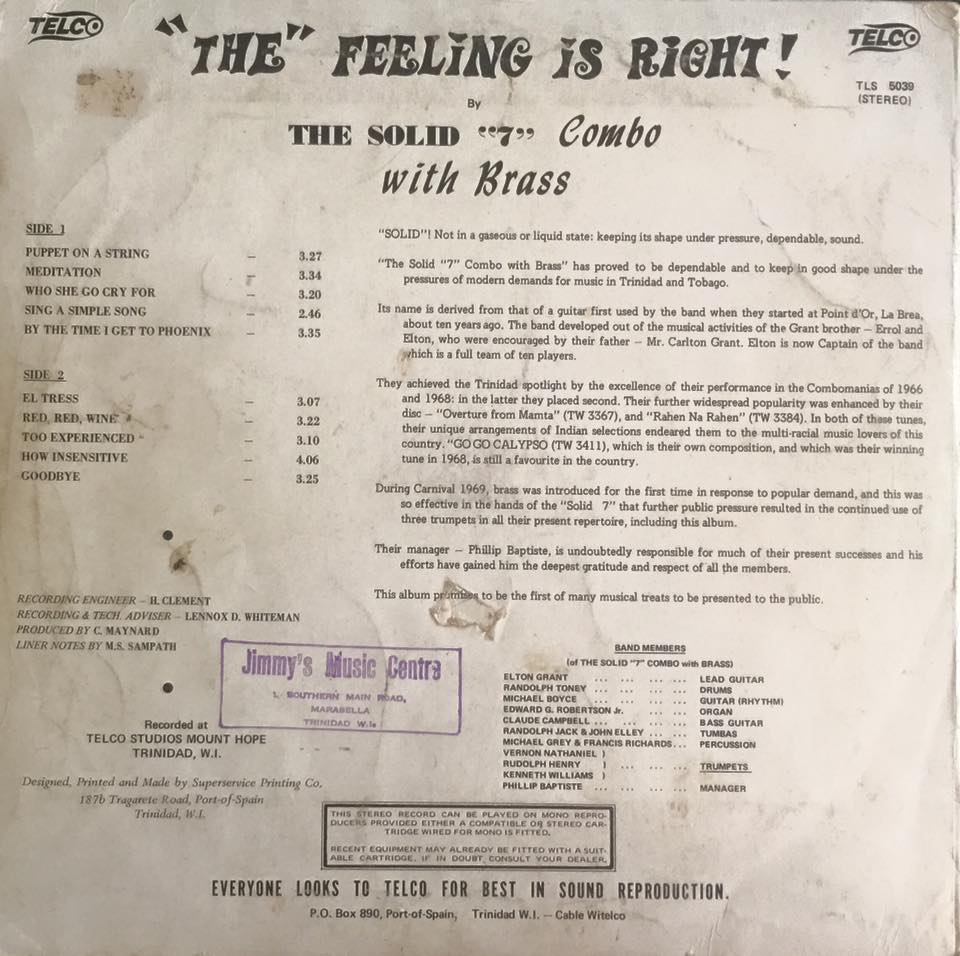 TELCO
TELCO
"THE" FEELING IS RIGHT!
TLS 5039
(STEREO)
By
THE SOLID "7" Combo
with Brass
SIDE 1
PUPPET ON A STRING – 3.27
MEDITATION – 3.34
WHO SHE GO CRY FOR – 3.20
SING A SIMPLE SONG – 2.46
BY THE TIME I GET TO PHOENIX – 3.35
SIDE 2
EL TRESS – 3.07
RED, RED, WINE – 3.22
TOO EXPERIENCED – 3.10
HOW INSENSITIVE – 4.06
GOODBYE – 3.25
"SOLID"! Not in a gaseous or liquid state: keeping its shape under pressure, dependable, sound.
"The Solid "7" Combo with Brass" has proved to be dependable and to keep in good shape under the
pressures of modern demands for music in Trinidad and Tobago.
Its name is derived from that of a guitar first used by the band when they started at Point d'Or, La Brea,
about ten years ago. The band developed out of the musical activities of the Grant brother – Errol and
Elton, who were encouraged by their father – Mr. Carlton Grant. Elton is now Captain of the band
which is a full team of ten players.
They achieved the Trinidad spotlight by the excellence of their performance in the Combomanias of 1966
and 1968: in the latter they placed second. Their further widespread popularity was enhanced by their
disc – "Overture from Mamta" (TW 3367), and "Rahen Na Rahen" (TW 3384). In both of these tunes,
their unique arrangements of Indian selections endeared them to the multi-racial music lovers of this
country. "GO GO CALYPSO (TW 3411), which is their own composition, and which was their winning
tune in 1968, is still a favourite in the country.
During Carnival 1969, brass was introduced for the first time in response to popular demand, and this was
so effective in the hands of the "Solid 7" that further public pressure resulted in the continued use of
three trumpets in all their present repertoire, including this album.
Their manager – Phillip Baptiste, is undoubtedly responsible for much of their present successes and his
efforts have gained him the deepest gratitude and respect of all the members.
This album promises to be the first of many musical treats to be presented to the public.
RECORDING ENGINEER – H. CLEMENT
RECORDING & TECH. ADVISER – LENNOX D. WHITEMAN
PRODUCED BY C. MAYNARD
LINER NOTES BY M.S. SAMPATH
Jimmy's Music Centre
1, SOUTHERN MAIN ROAD,
MARABELLA
TRINIDAD W.I.
Recorded at
TELCO STUDIOS MOUNT HOPE
TRINIDAD, W.I.
Designed, Printed and Made by Superservice Printing Co.
187b Tragarete Road, Port-of-Spain
Trinidad, W.I.
BAND MEMBERS
(of THE SOLID "7" COMBO with BRASS)
ELTON GRANT ... ... ... ... LEAD GUITAR
RANDOLPH TONEY ... ... ... ... DRUMS
MICHAEL BOYCE ... ... ... ... GUITAR (RHYTHM)
EDWARD G. ROBERTSON Jr. ... ... ORGAN
CLAUDE CAMPBELL ... ... ... ... BASS GUITAR
RANDOLPH JACK & JOHN ELLEY ... ... TUMBAS
MICHAEL GREY & FRANCIS RICHARDS ... PERCUSSION
VERNON NATHANIEL )
RUDOLPH HENRY ) ... ... ... TRUMPETS
KENNETH WILLIAMS )
PHILLIP BAPTISTE ... ... ... ... MANAGER
THIS STEREO RECORD CAN BE PLAYED ON MONO REPRO-
DUCERS PROVIDED EITHER A COMPATIBLE OR STEREO CAR-
TRIDGE WIRED FOR MONO IS FITTED.
RECENT EQUIPMENT MAY ALREADY BE FITTED WITH A SUIT-
ABLE CARTRIDGE. IF IN DOUBT CONSULT YOUR DEALER.
EVERYONE LOOKS TO TELCO FOR BEST IN SOUND REPRODUCTION.
P.O. Box 890, Port-of-Spain, Trinidad W.I. – Cable Witelco